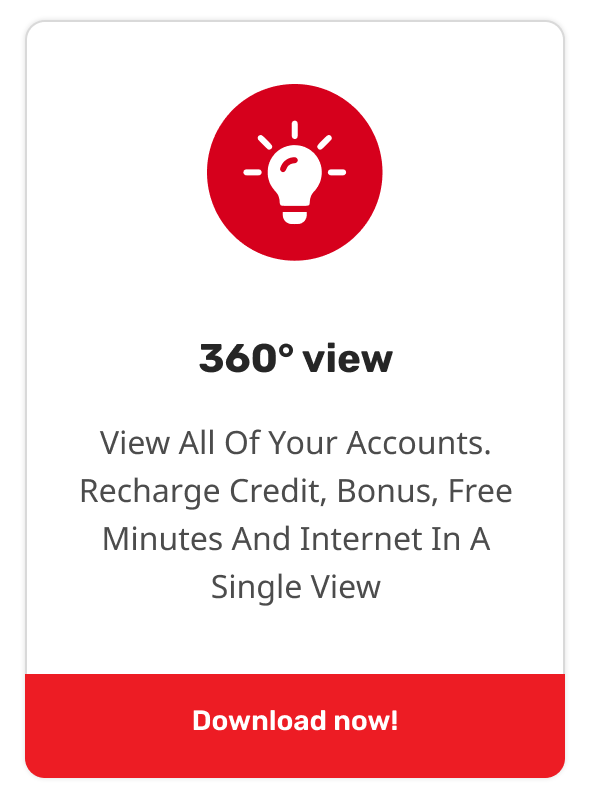 360° view
View All Of Your Accounts.
Recharge Credit, Bonus, Free
Minutes And Internet In A
Single View
Download now!